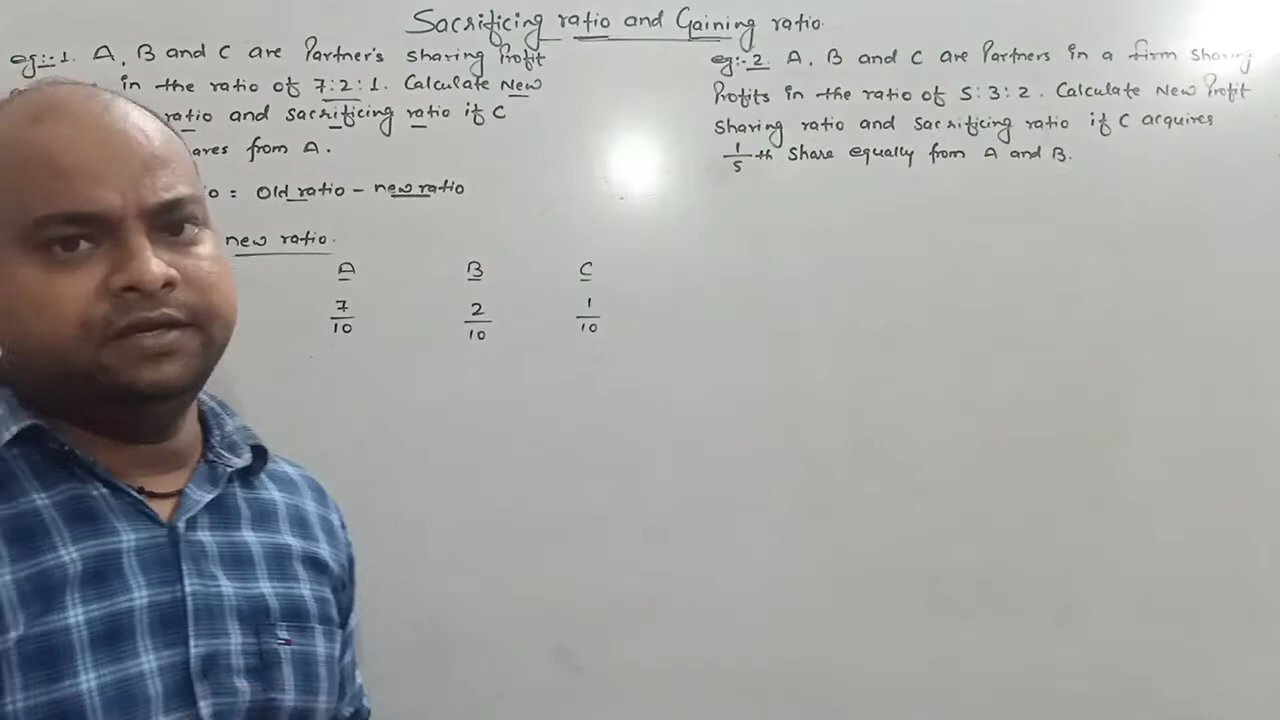 Sacrificing ratio and Gaining ratio.
eg:-1. A, B and C are Partner's sharing Profit
in the ratio of 7:2:1. Calculate New
ratio and sacrificing ratio if C
ares from A.
o = Old ratio - new ratio
new ratio.
A B C
7/10 2/10 1/10
eg:-2. A, B and C are Partners in a firm sharing
Profits in the ratio of 5:3:2. Calculate New Profit
sharing ratio and sacrificing ratio if C acquires
1/5 th share equally from A and B.